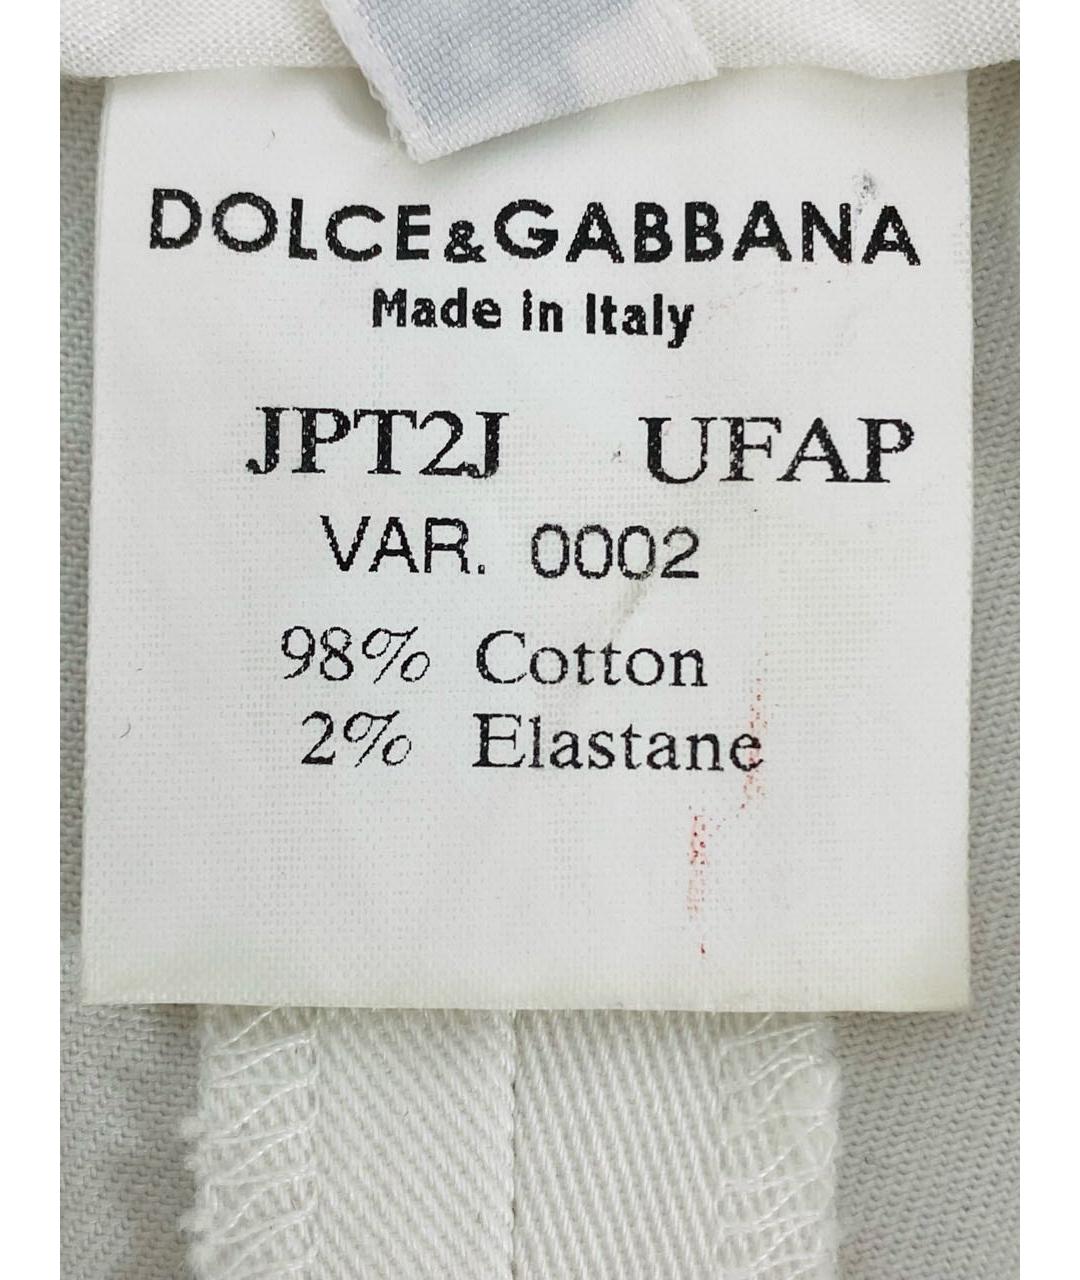 DOLCE&GABBANA
Made in Italy
JPT2J UFAP
VAR. 0002
98% Cotton
2% Elastane